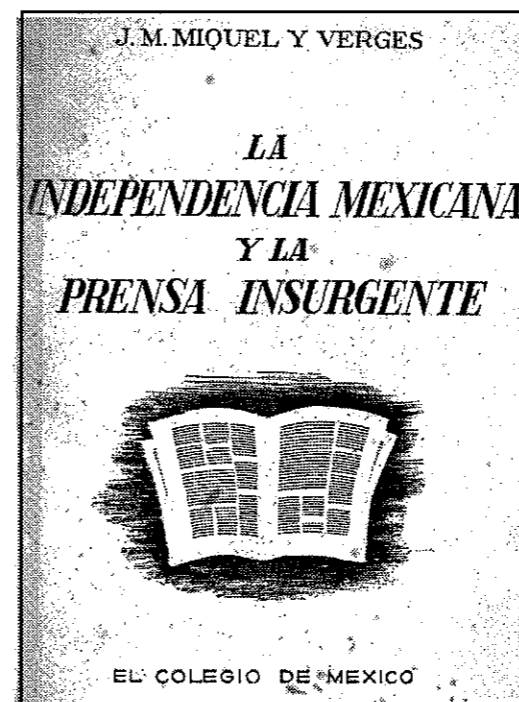 J. M. MIQUEL Y VERGES
LA
INDEPENDENCIA MEXICANA
Y LA
PRENSA INSURGENTE
EL COLEGIO DE MEXICO